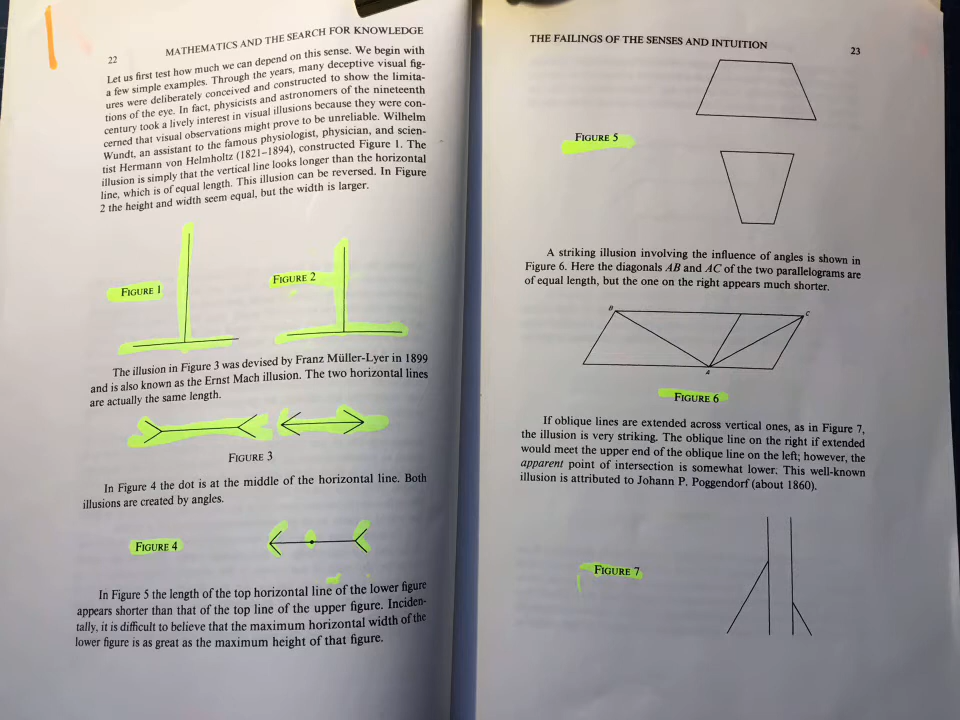 22
MATHEMATICS AND THE SEARCH FOR KNOWLEDGE
Let us first test how much we can depend on this sense. We begin with
a few simple examples. Through the years, many deceptive visual fig-
ures were deliberately conceived and constructed to show the limita-
tions of the eye. In fact, physicists and astronomers of the nineteenth
century took a lively interest in visual illusions because they were con-
cerned that visual observations might prove to be unreliable. Wilhelm
Wundt, an assistant to the famous physiologist, physician, and scien-
tist Hermann von Helmholtz (1821–1894), constructed Figure 1. The
illusion is simply that the vertical line looks longer than the horizontal
line, which is of equal length. This illusion can be reversed. In Figure
2 the height and width seem equal, but the width is larger.
FIGURE 1
FIGURE 2
The illusion in Figure 3 was devised by Franz Müller-Lyer in 1899
and is also known as the Ernst Mach illusion. The two horizontal lines
are actually the same length.
FIGURE 3
In Figure 4 the dot is at the middle of the horizontal line. Both
illusions are created by angles.
FIGURE 4
In Figure 5 the length of the top horizontal line of the lower figure
appears shorter than that of the top line of the upper figure. Inciden-
tally, it is difficult to believe that the maximum horizontal width of the
lower figure is as great as the maximum height of that figure.
THE FAILINGS OF THE SENSES AND INTUITION
23
FIGURE 5
A striking illusion involving the influence of angles is shown in
Figure 6. Here the diagonals AB and AC of the two parallelograms are
of equal length, but the one on the right appears much shorter.
B
C
A
FIGURE 6
If oblique lines are extended across vertical ones, as in Figure 7,
the illusion is very striking. The oblique line on the right if extended
would meet the upper end of the oblique line on the left; however, the
apparent point of intersection is somewhat lower. This well-known
illusion is attributed to Johann P. Poggendorf (about 1860).
FIGURE 7